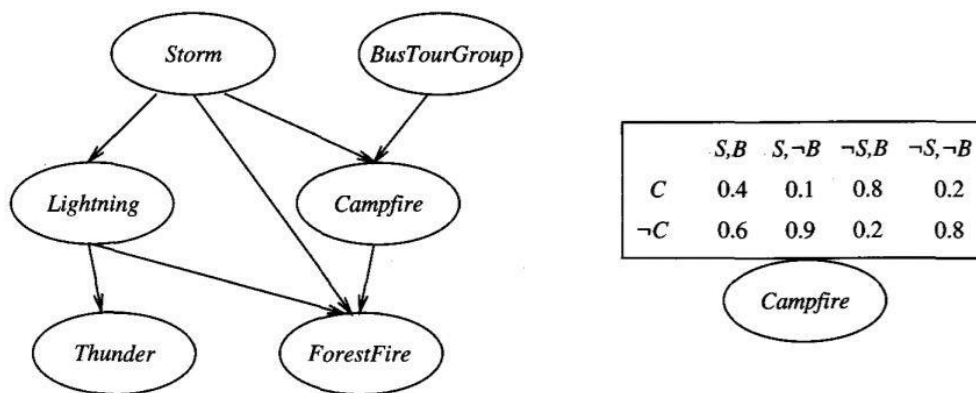 Storm
BusTourGroup
Lightning
Campfire
Thunder
ForestFire
S,B S,¬B ¬S,B ¬S,¬B
C 0.4 0.1 0.8 0.2
¬C 0.6 0.9 0.2 0.8
Campfire